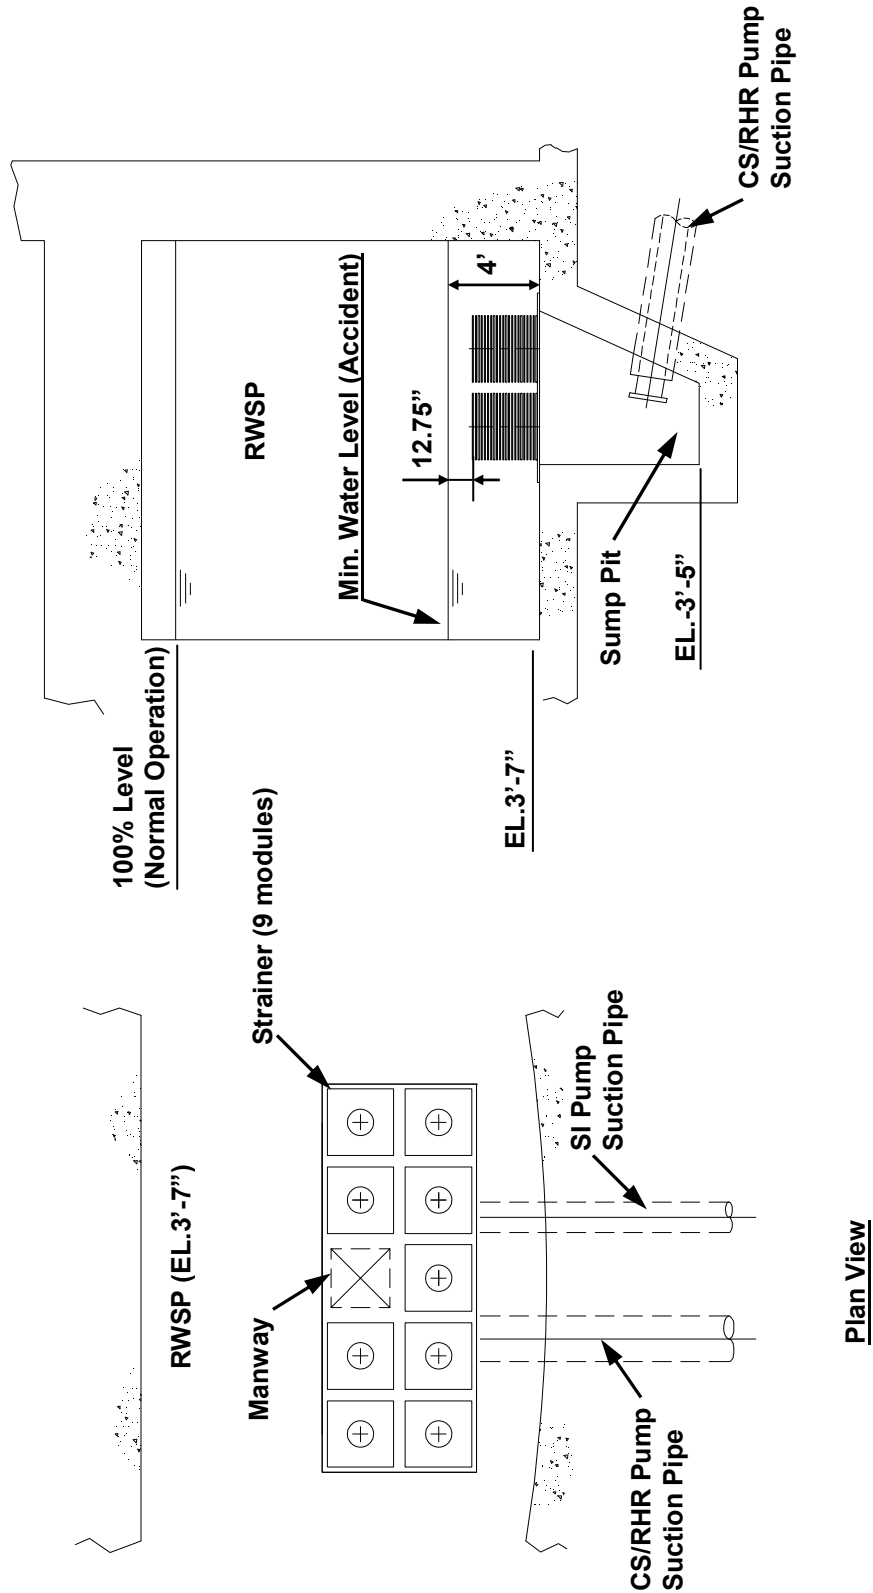 RWSP (EL.3’-7”)
Manway
Strainer (9 modules)
CS/RHR Pump
Suction Pipe
SI Pump
Suction Pipe
Plan View
100% Level
(Normal Operation)
RWSP
Min. Water Level (Accident)
12.75”
4’
EL.3’-7”
Sump Pit
EL.-3’-5”
CS/RHR Pump
Suction Pipe